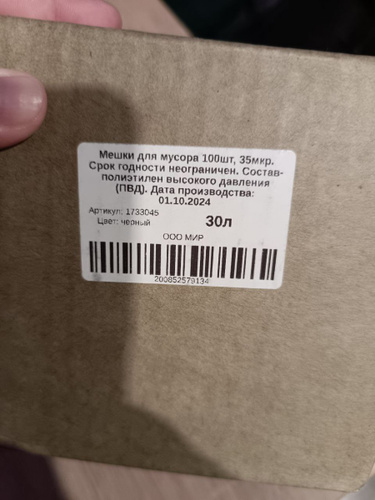 Мешки для мусора 100шт, 35мкр.
Срок годности неограничен. Состав-
полиэтилен высокого давления
(ПВД). Дата производства:
01.10.2024
Артикул: 1733045
Цвет: черный
30л
ООО МИР
200852579134